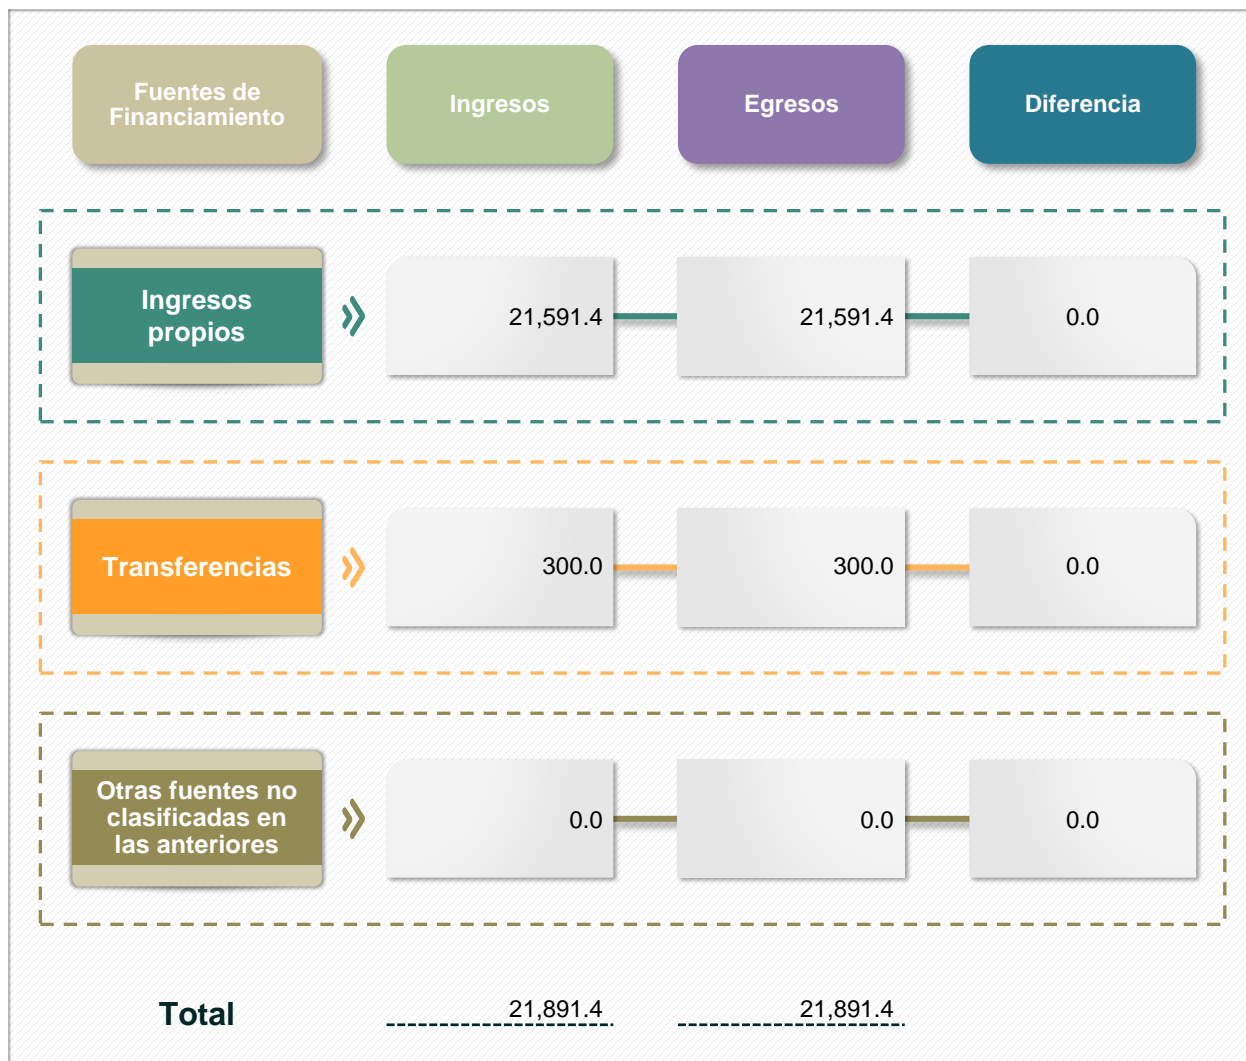 Fuentes de
Financiamiento
Ingresos
Egresos
Diferencia
Ingresos
propios
21,591.4
21,591.4
0.0
Transferencias
300.0
300.0
0.0
Otras fuentes no
clasificadas en
las anteriores
0.0
0.0
0.0
Total
21,891.4
21,891.4